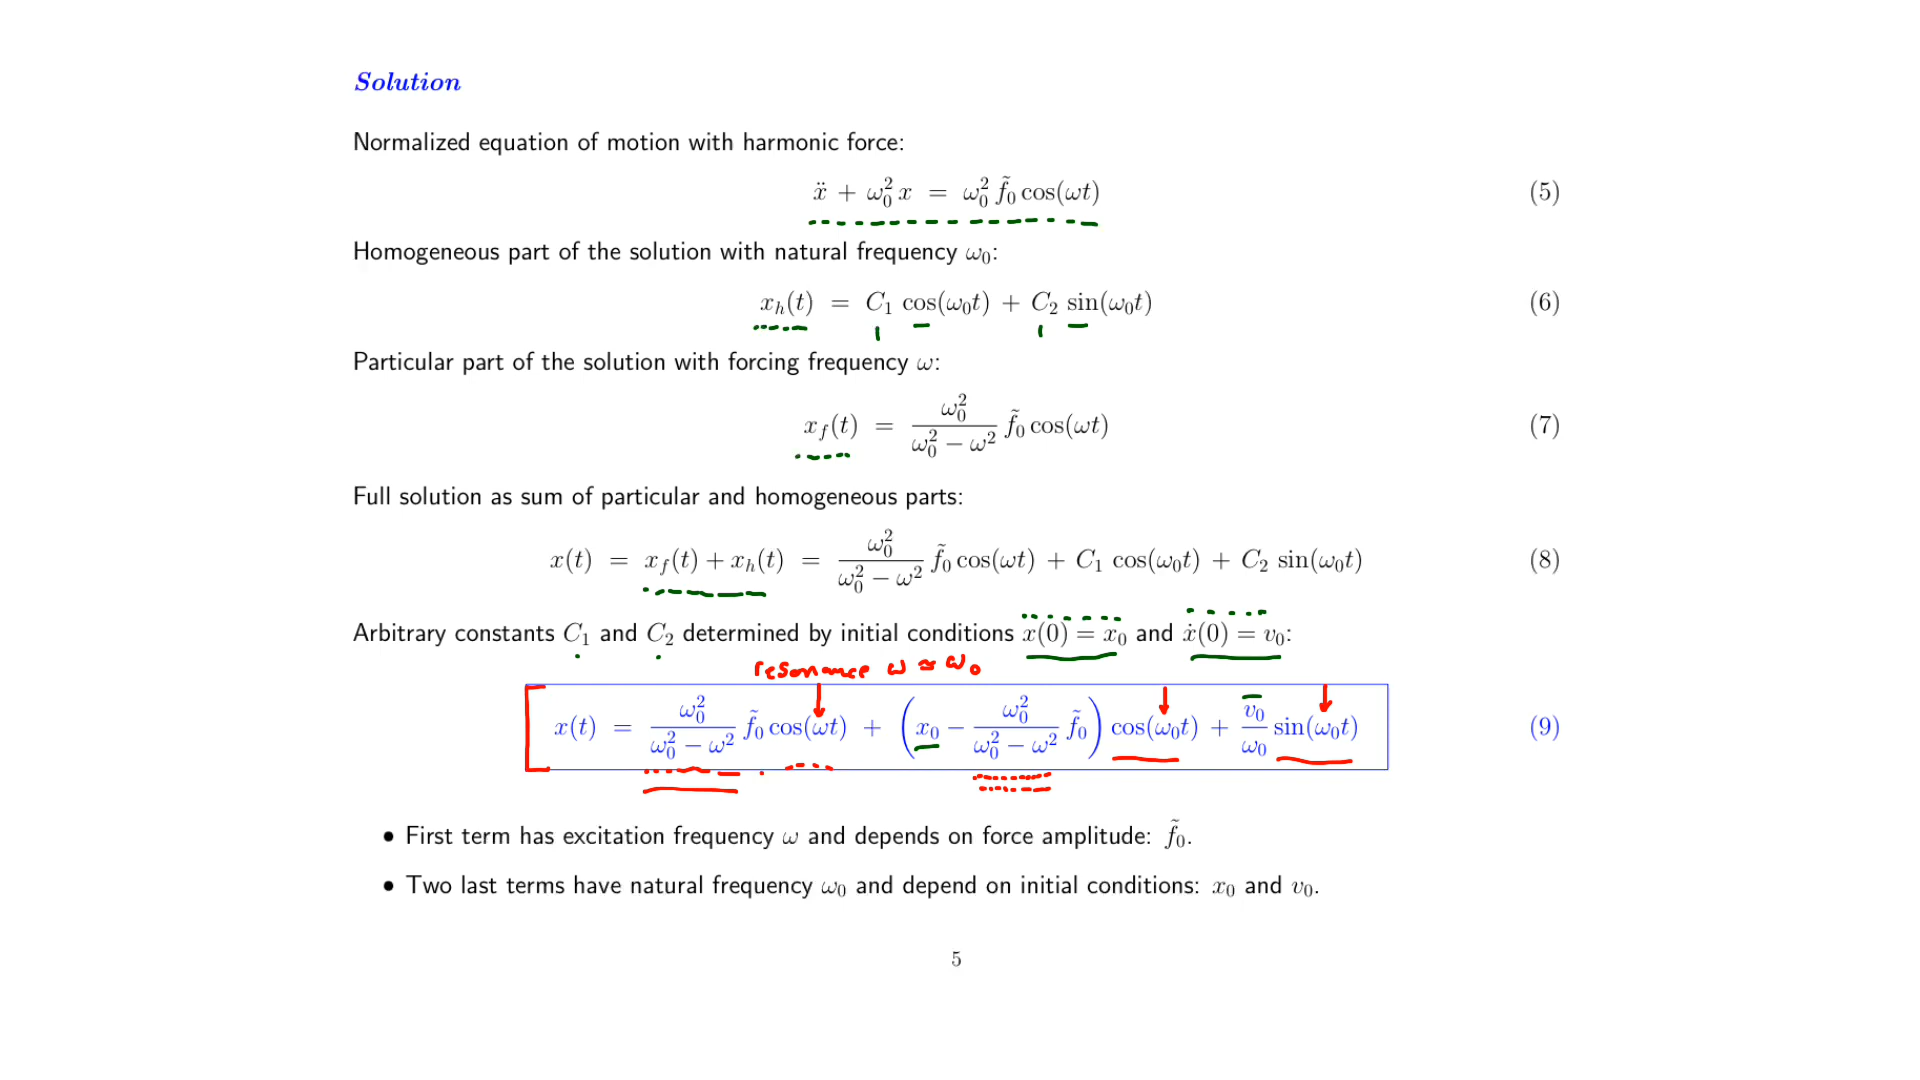 Solution
Normalized equation of motion with harmonic force:
ẍ + ω₀² x = ω₀² f̃₀ cos(ωt) (5)
Homogeneous part of the solution with natural frequency ω₀:
xₕ(t) = C₁ cos(ω₀t) + C₂ sin(ω₀t) (6)
Particular part of the solution with forcing frequency ω:
x_f(t) = ω₀² / (ω₀² − ω²) f̃₀ cos(ωt) (7)
Full solution as sum of particular and homogeneous parts:
x(t) = x_f(t) + xₕ(t) = ω₀² / (ω₀² − ω²) f̃₀ cos(ωt) + C₁ cos(ω₀t) + C₂ sin(ω₀t) (8)
Arbitrary constants C₁ and C₂ determined by initial conditions x(0) = x₀ and ẋ(0) = v₀:
resonance ω ≃ ω₀
x(t) = ω₀² / (ω₀² − ω²) f̃₀ cos(ωt) + (x₀ − ω₀² / (ω₀² − ω²) f̃₀) cos(ω₀t) + v₀ / ω₀ sin(ω₀t) (9)
• First term has excitation frequency ω and depends on force amplitude: f̃₀.
• Two last terms have natural frequency ω₀ and depend on initial conditions: x₀ and v₀.
5